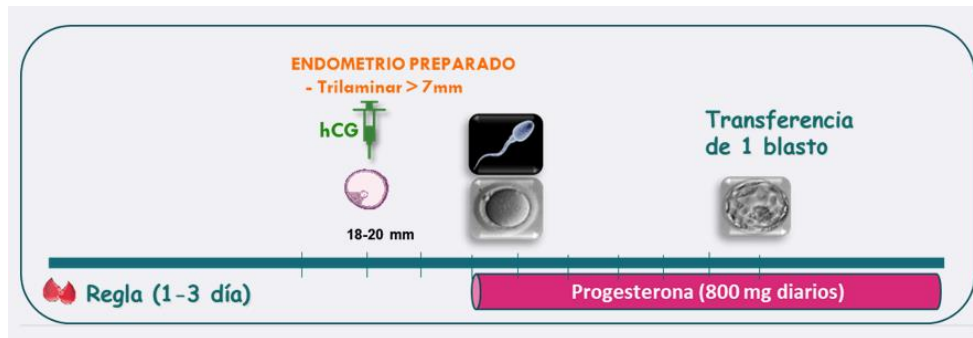 ENDOMETRIO PREPARADO
- Trilaminar > 7mm
hCG
18-20 mm
Transferencia
de 1 blasto
Regla (1-3 día)
Progesterona (800 mg diarios)